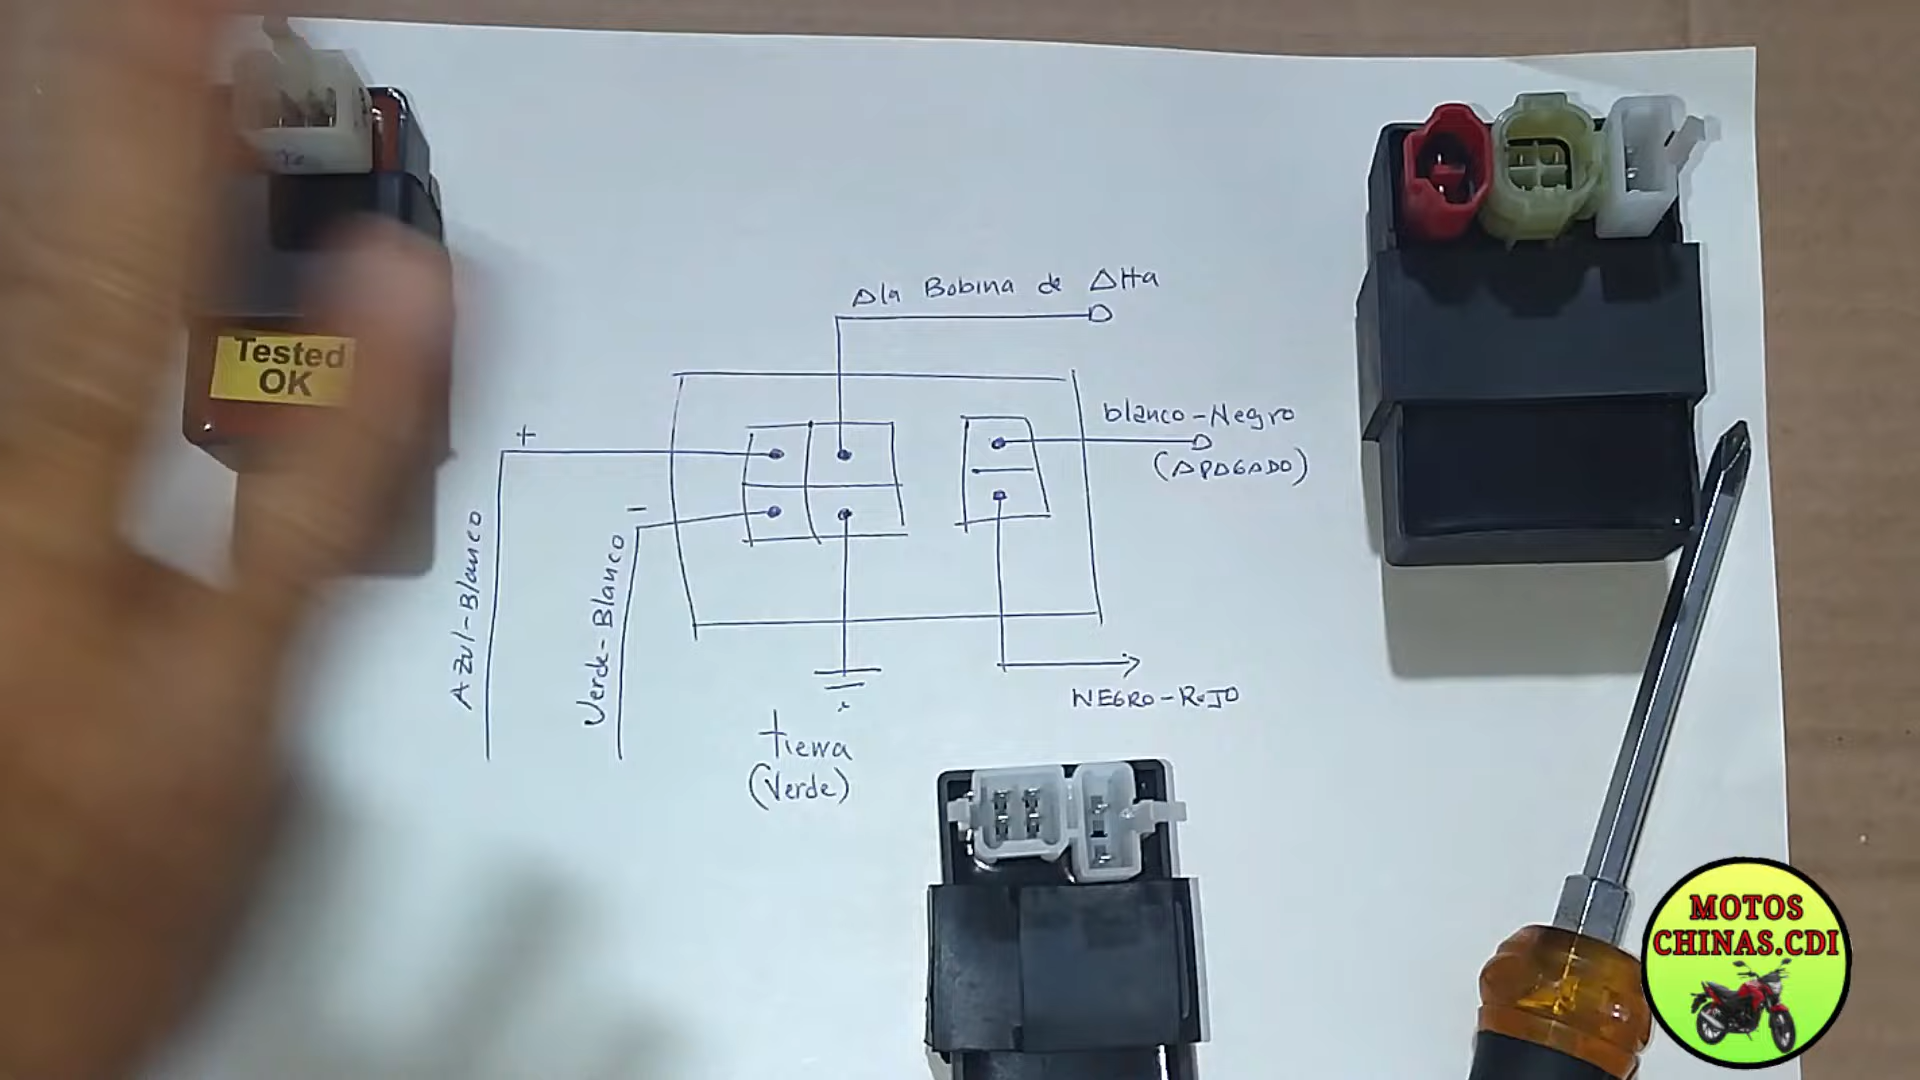 Tested
OK
A la Bobina de Alta
blanco-Negro
(APAGADO)
+
-
Azul-Blanco
Verde-Blanco
NEGRO-ROJO
tierra
(Verde)
MOTOS
CHINAS.CDI